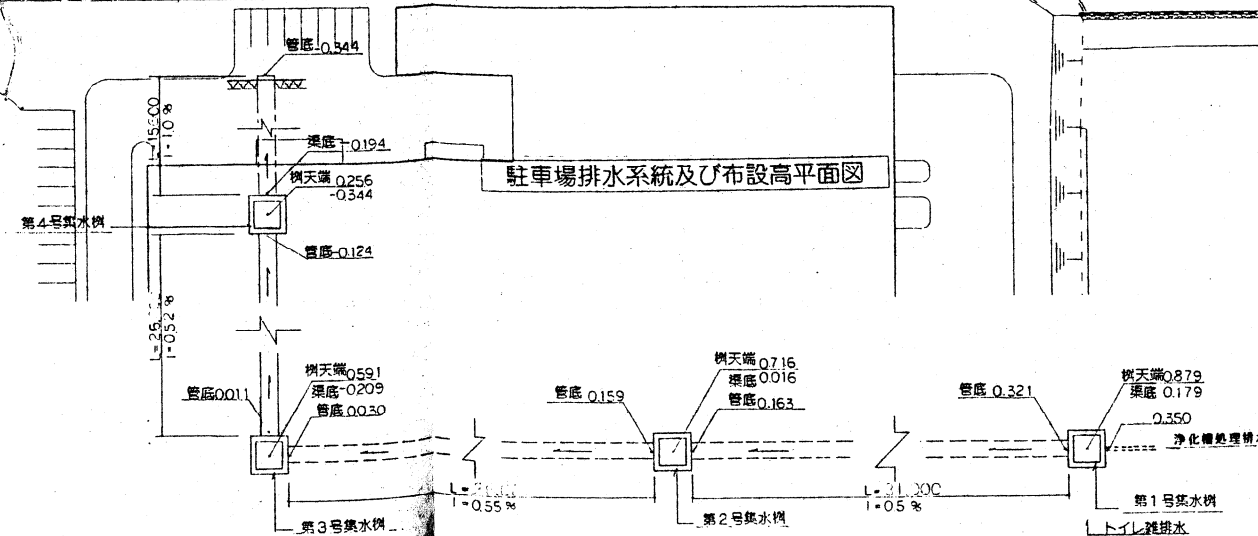 管底-0.344
L=15.000
I=1.0 %
渠底-0.194
桝天端 0.256
-0.344
第4号集水桝
管底-0.124
駐車場排水系統及び布設高平面図
I=0.52 %
管底0.011
桝天端0.591
渠底-0.209
管底0.030
管底 0.159
桝天端0.716
渠底0.016
管底0.163
管底 0.321
桝天端0.879
渠底 0.179
0.350
浄化槽処理排水
I=0.55 %
L=31.000
I=0.5 %
第3号集水桝
第2号集水桝
第1号集水桝
トイレ雑排水